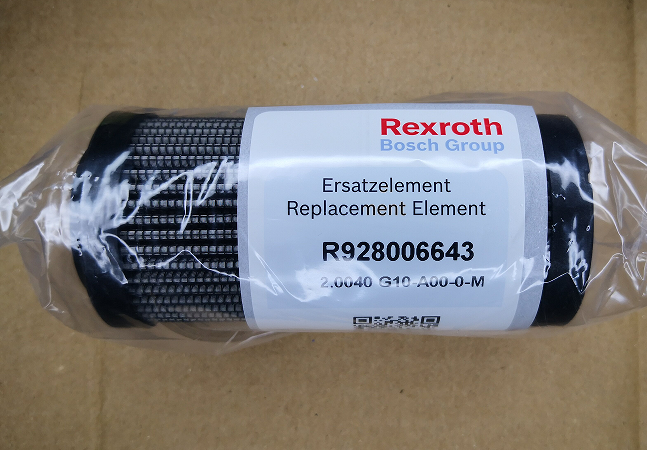 Rexroth
Bosch Group
Ersatzelement
Replacement Element
R928006643
2.0040 G10-A00-0-M